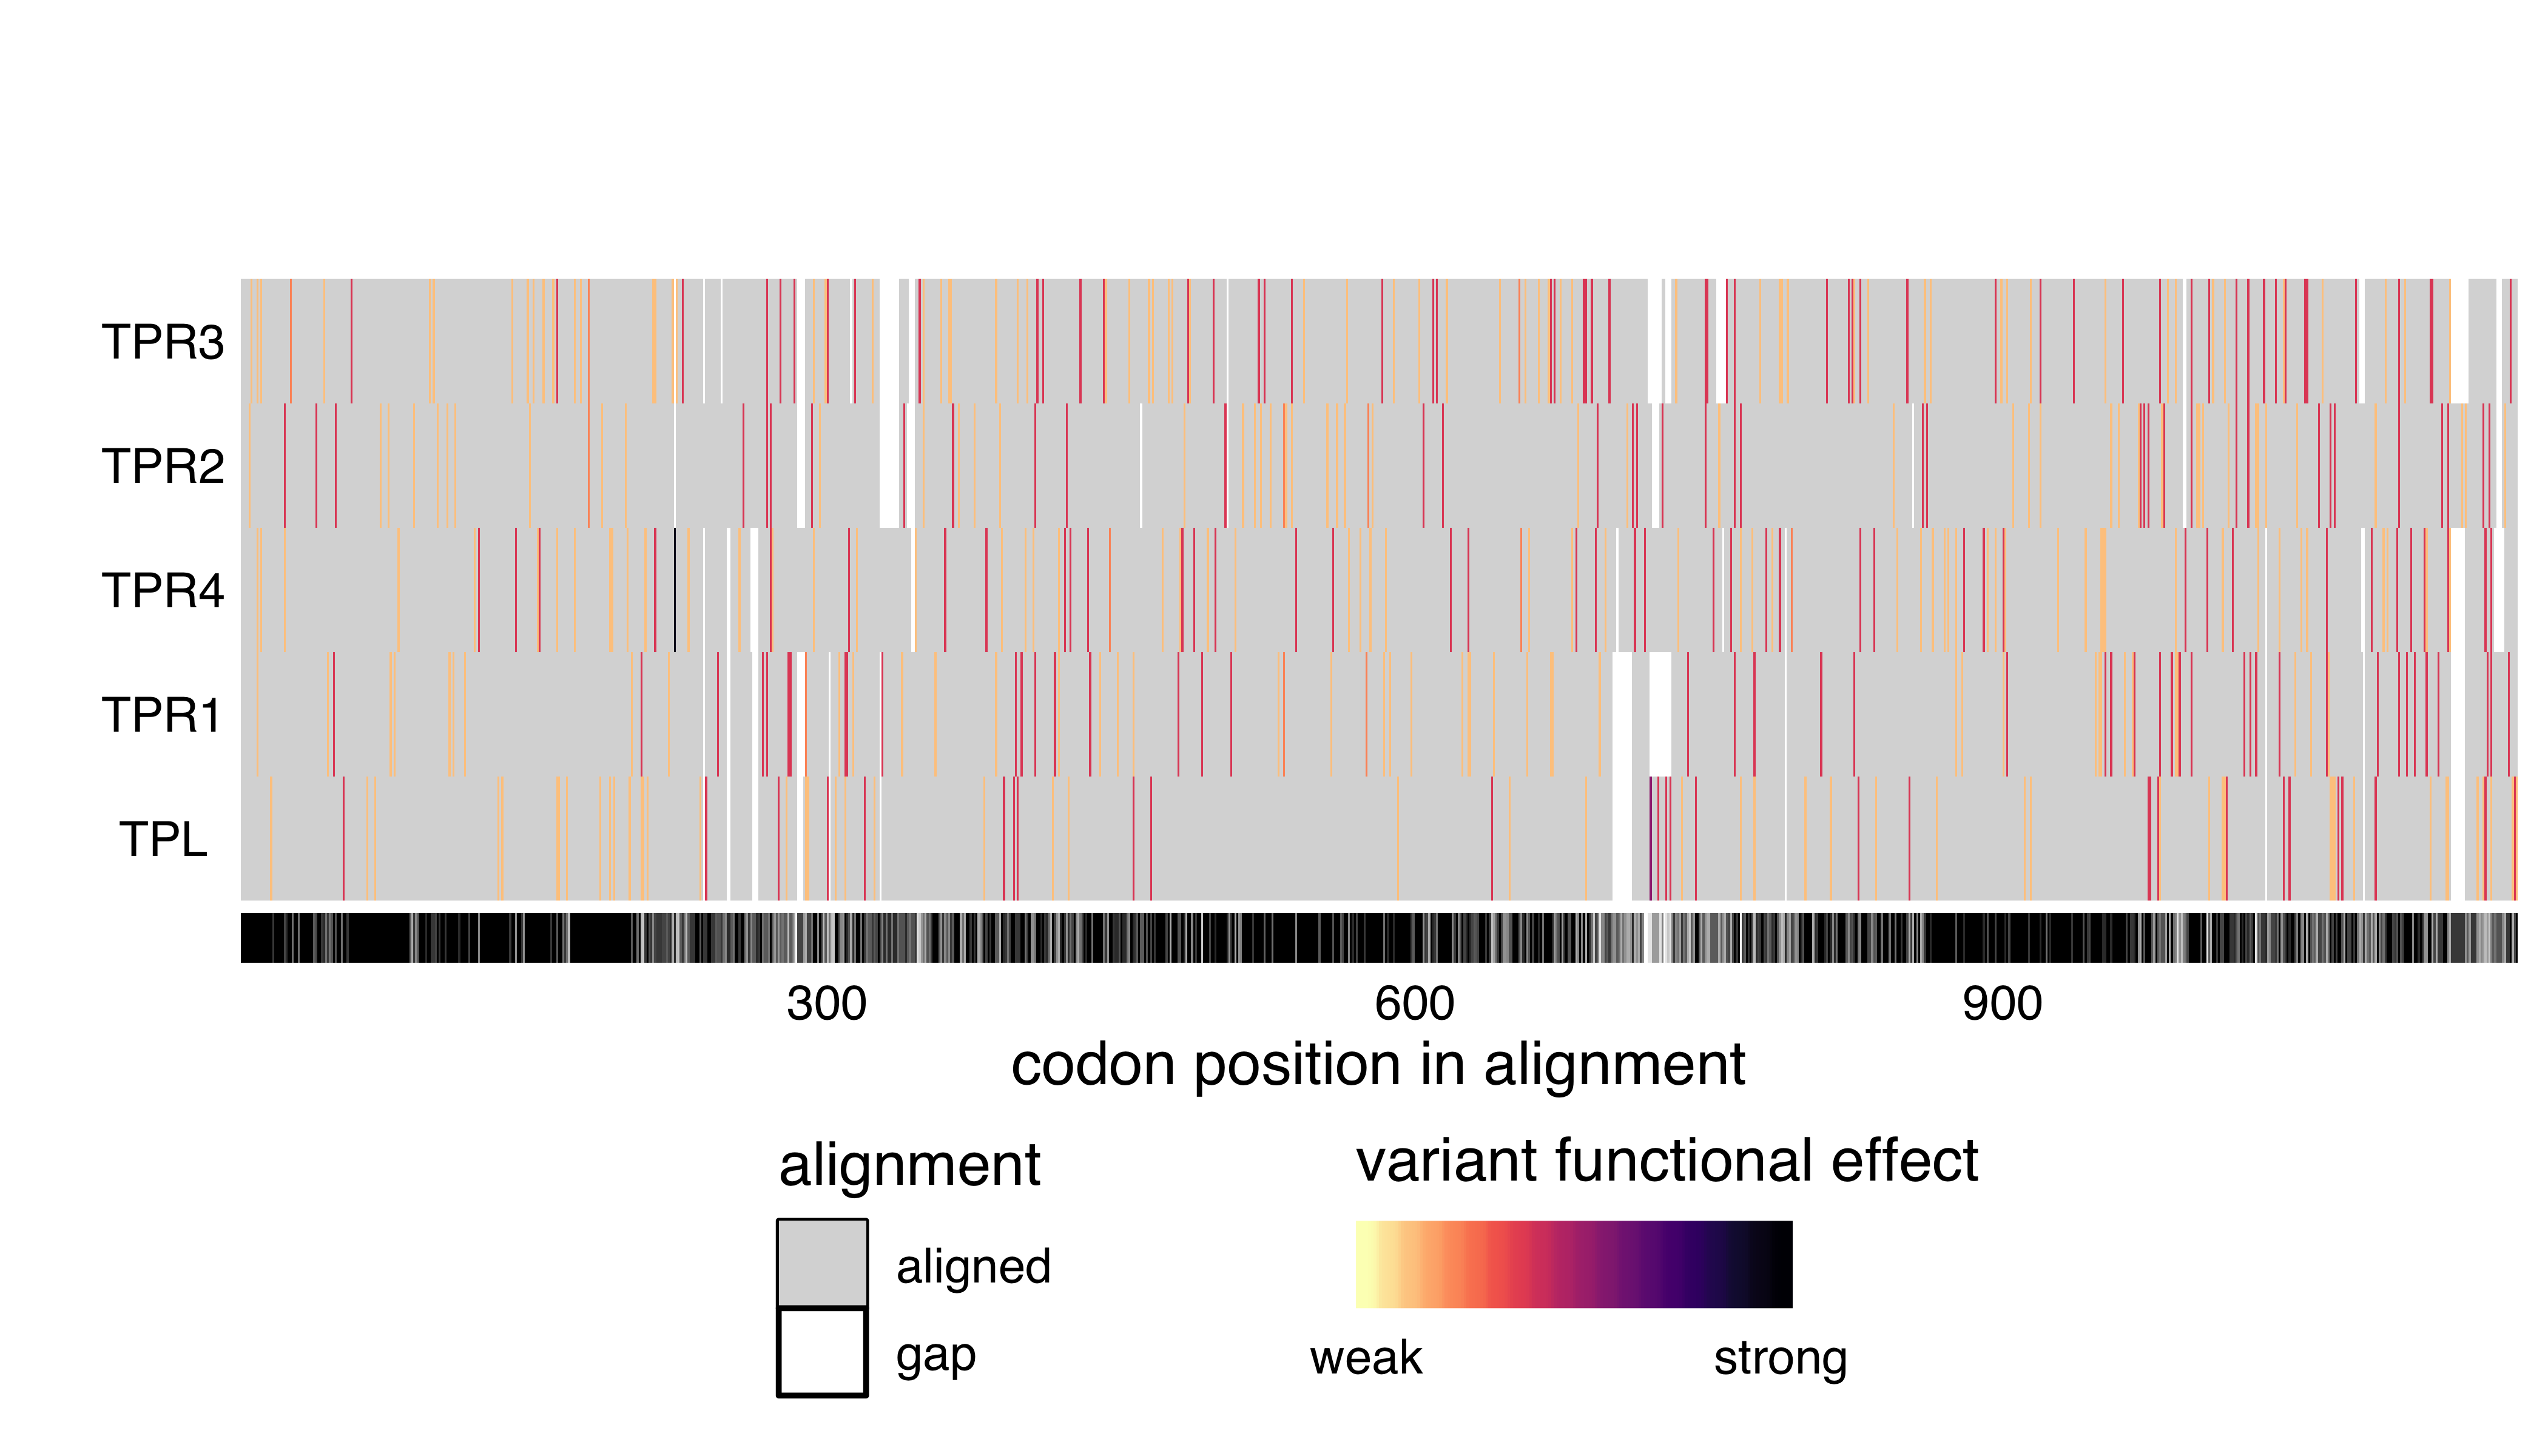 TPR3
TPR2
TPR4
TPR1
TPL
300 600 900
codon position in alignment
alignment
aligned
gap
variant functional effect
weak strong